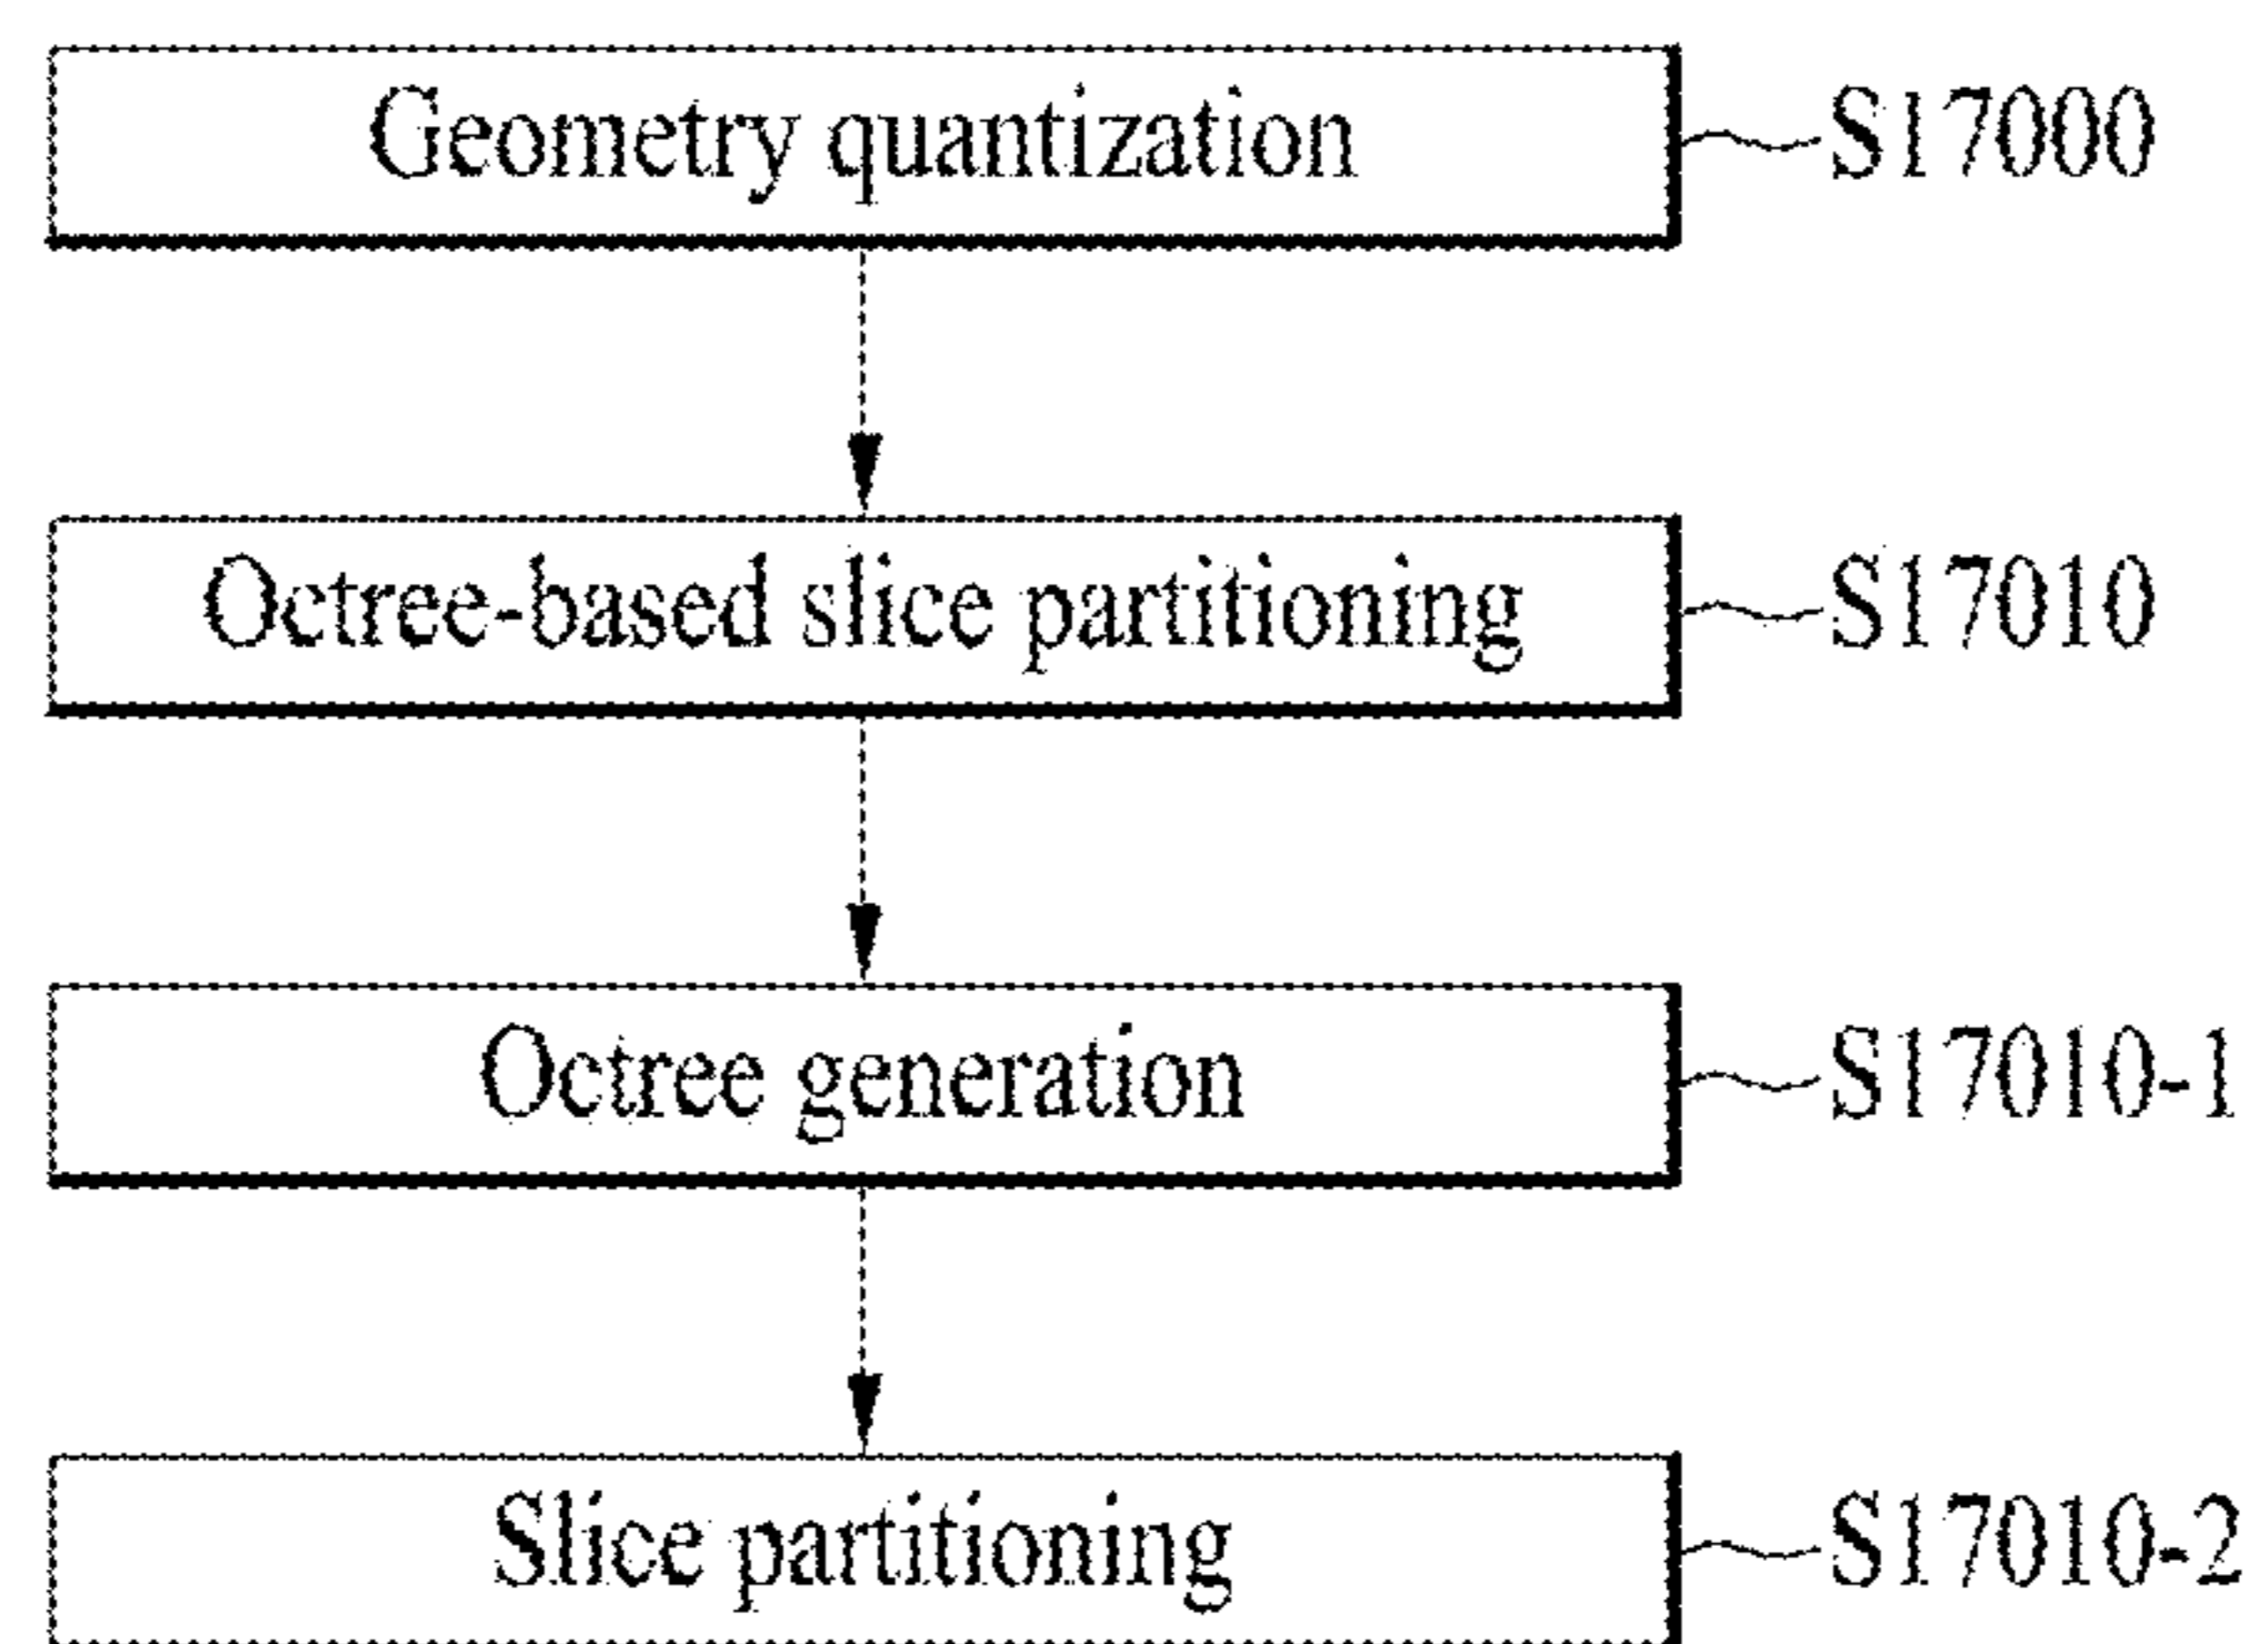 Geometry quantization S17000
Octree-based slice partitioning S17010
Octree generation S17010-1
Slice partitioning S17010-2